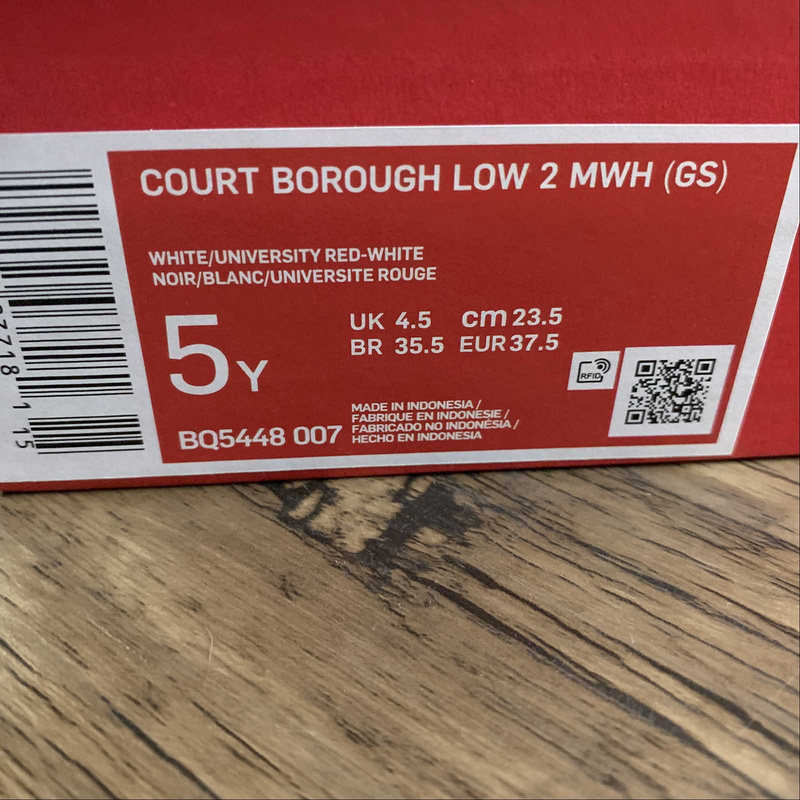 COURT BOROUGH LOW 2 MWH (GS)
WHITE/UNIVERSITY RED-WHITE
NOIR/BLANC/UNIVERSITE ROUGE
5Y
UK 4.5 cm 23.5
BR 35.5 EUR 37.5
RFID
BQ5448 007
MADE IN INDONESIA /
FABRIQUE EN INDONESIE /
FABRICADO NO INDONÉSIA /
HECHO EN INDONESIA